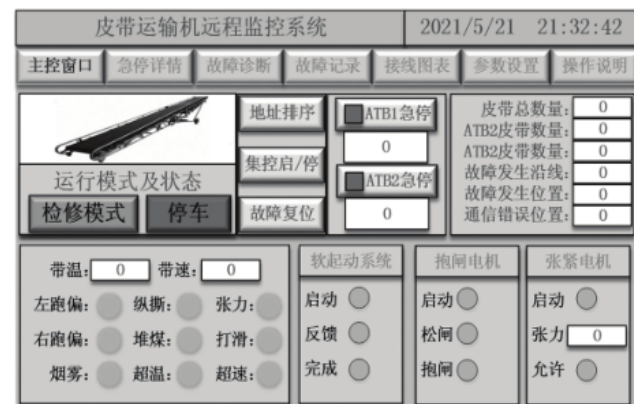 皮带运输机远程监控系统 2021/5/21 21:32:42
主控窗口 急停详情 故障诊断 故障记录 接线图表 参数设置 操作说明
地址排序 ATB1急停 皮带总数量: 0
0 ATB2皮带数量: 0
集控启/停 ATB2皮带数量: 0
运行模式及状态 ATB2急停 故障发生沿线: 0
检修模式 停车 故障复位 0 故障发生位置: 0
通信错误位置: 0
带温: 0 带速: 0 软起动系统 抱闸电机 张紧电机
左跑偏: 纵撕: 张力: 启动 启动 启动
右跑偏: 堆煤: 打滑: 反馈 松闸 张力 0
烟雾: 超温: 超速: 完成 抱闸 允许